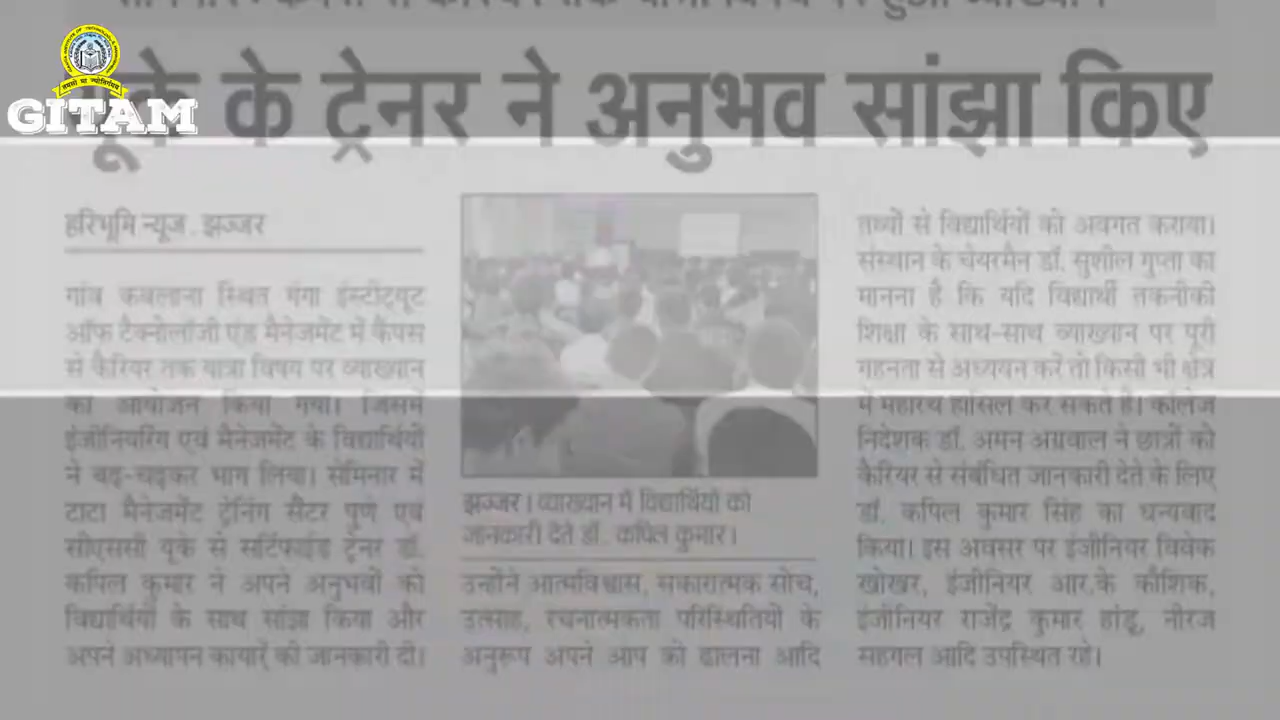 GITAM
यूके के ट्रेनर ने अनुभव सांझा किए
हरिभूमि न्यूज . झज्जर
गांव कबलाना स्थित गंगा इंस्टीट्यूट
ऑफ टैक्नोलॉजी एंड मैनेजमेंट में कैंपस
से कैरियर तक यात्रा विषय पर व्याख्यान
का आयोजन किया गया। जिसमें
इंजीनियरिंग एवं मैनेजमेंट के विद्यार्थियों
ने बढ़-चढ़कर भाग लिया। सेमिनार में
टाटा मैनेजमेंट ट्रेनिंग सैंटर पुणे एवं
सीएससी यूके से सर्टिफाइड ट्रेनर डॉ.
कपिल कुमार ने अपने अनुभवों को
विद्यार्थियों के साथ सांझा किया और
अपने अध्यापन कायार्ें की जानकारी दी।
झज्जर। व्याख्यान में विद्यार्थियों को
जानकारी देते डॉ. कपिल कुमार।
उन्होंने आत्मविश्वास, सकारात्मक सोच,
उत्साह, रचनात्मकता परिस्थितियों के
अनुरूप अपने आप को ढालना आदि
तथ्यों से विद्यार्थियों को अवगत कराया।
संस्थान के चेयरमैन डॉ. सुशील गुप्ता का
मानना है कि यदि विद्यार्थी तकनीकी
शिक्षा के साथ-साथ व्याख्यान पर पूरी
गहनता से अध्ययन करें तो किसी भी क्षेत्र
में महारथ हासिल कर सकते हैं। कॉलेज
निदेशक डॉ. अमन अग्रवाल ने छात्रों को
कैरियर से संबंधित जानकारी देते के लिए
डॉ. कपिल कुमार सिंह का धन्यवाद
किया। इस अवसर पर इंजीनियर विवेक
खोखर, इंजीनियर आर.के कौशिक,
इंजीनियर राजेंद्र कुमार हांडू, नीरज
सहगल आदि उपस्थित रहे।